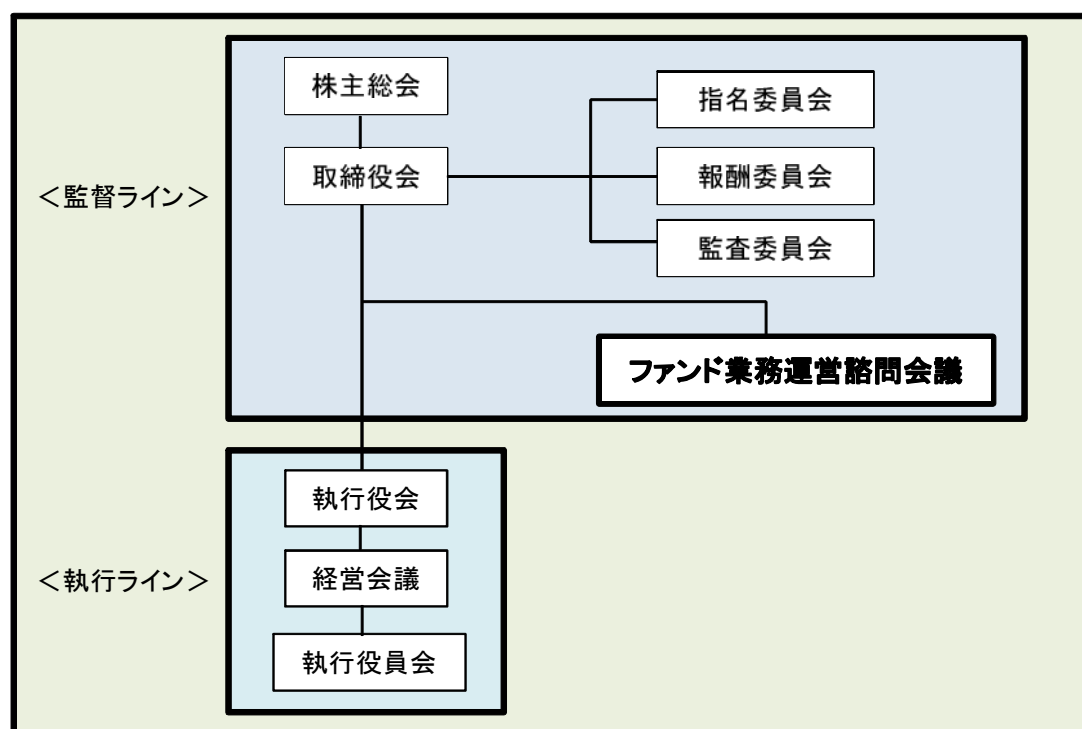 株主総会
指名委員会
＜監督ライン＞
取締役会
報酬委員会
監査委員会
ファンド業務運営諮問会議
執行役会
＜執行ライン＞
経営会議
執行役員会